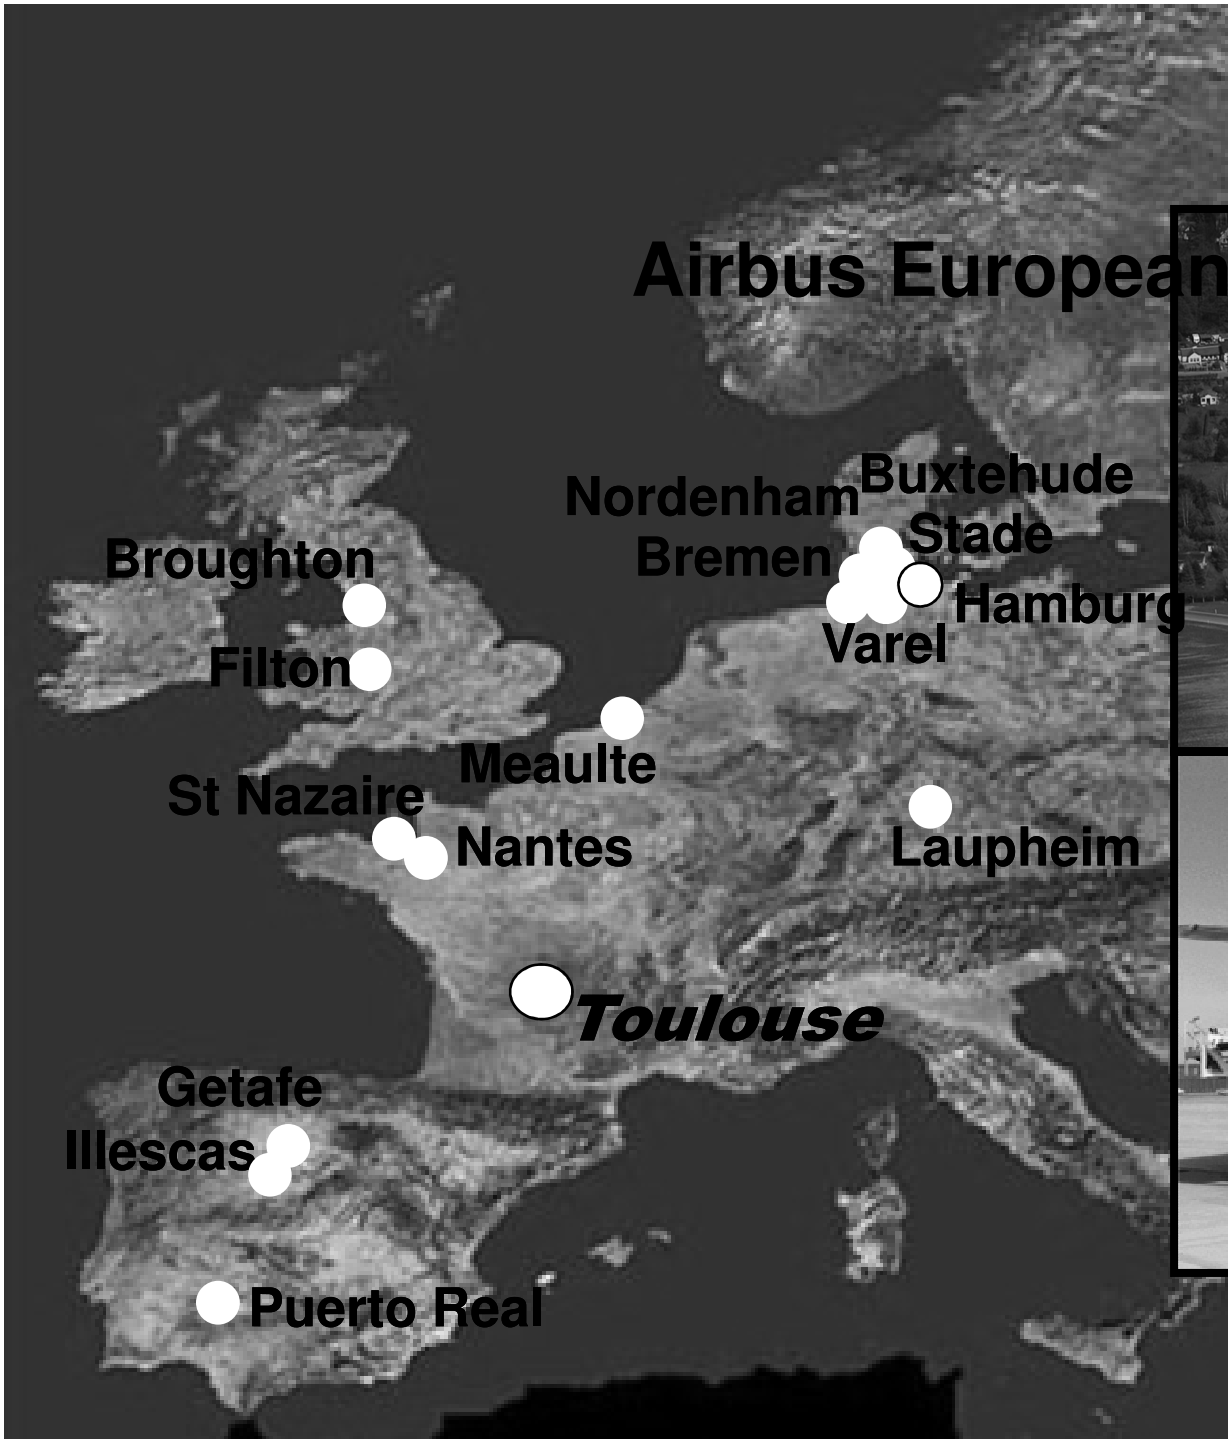 Airbus European
Buxtehude
Nordenham
Stade
Bremen
Broughton
Hamburg
Varel
Filton
Meaulte
St Nazaire
Nantes
Laupheim
Toulouse
Getafe
Illescas
Puerto Real